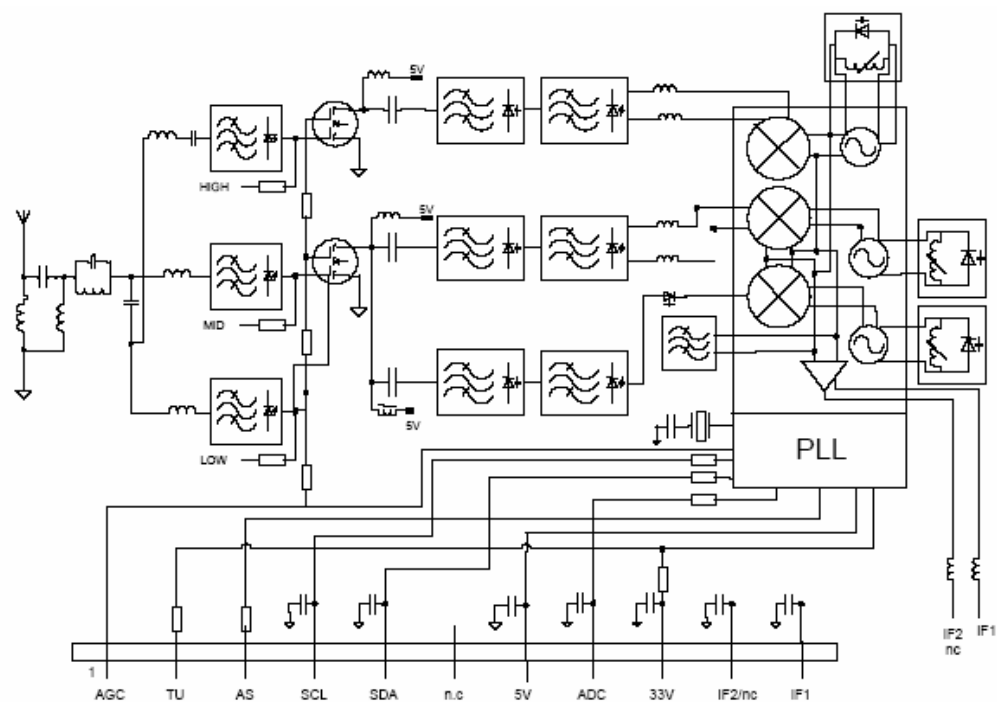 5V
HIGH
5V
MID
5V
LOW
PLL
IF2
nc
IF1
1
AGC
TU
AS
SCL
SDA
n.c
5V
ADC
33V
IF2/nc
IF1